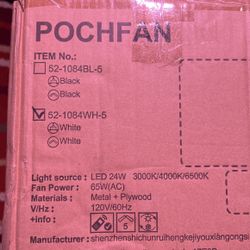 POCHFAN
ITEM No.:
52-1084BL-5
Black
Black
52-1084WH-5
White
White
Light source : LED 24W 3000K/4000K/6500K
Fan Power : 65W(AC)
Materials : Metal + Plywood
V/Hz : 120V/60Hz
+info : 5
Manufacturer : shenzhenshichunruihengkejiyouxiangongsi